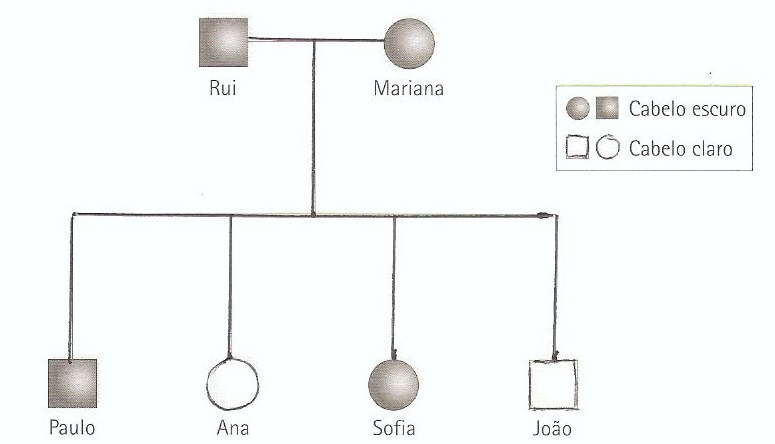 Rui
Mariana
Cabelo escuro
Cabelo claro
Paulo
Ana
Sofia
João